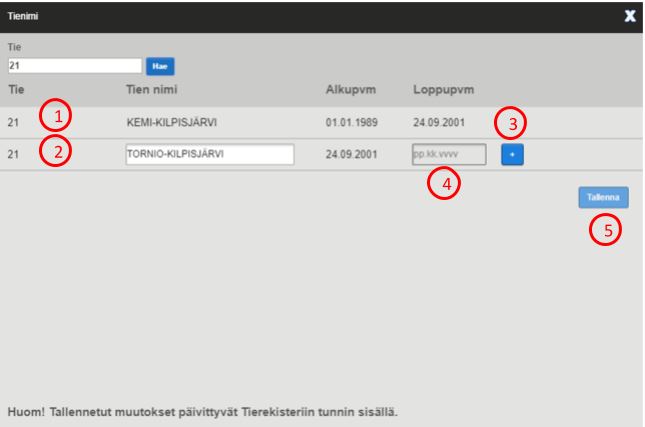 Tienimi X
Tie
21 Hae
Tie Tien nimi Alkupvm Loppupvm
21 1 KEMI-KILPISJÄRVI 01.01.1989 24.09.2001 3
21 2 TORNIO-KILPISJÄRVI 24.09.2001 pp.kk.vvvv +
4
Tallenna
5
Huom! Tallennetut muutokset päivittyvät Tierekisteriin tunnin sisällä.